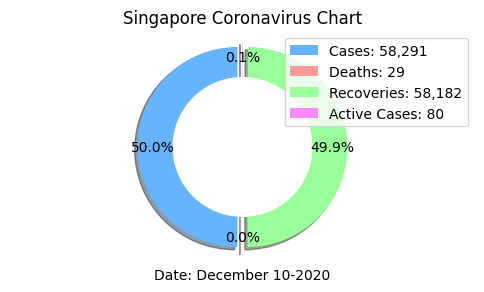 Singapore Coronavirus Chart
0.1%
Cases: 58,291
Deaths: 29
Recoveries: 58,182
Active Cases: 80
50.0%
49.9%
0.0%
Date: December 10-2020